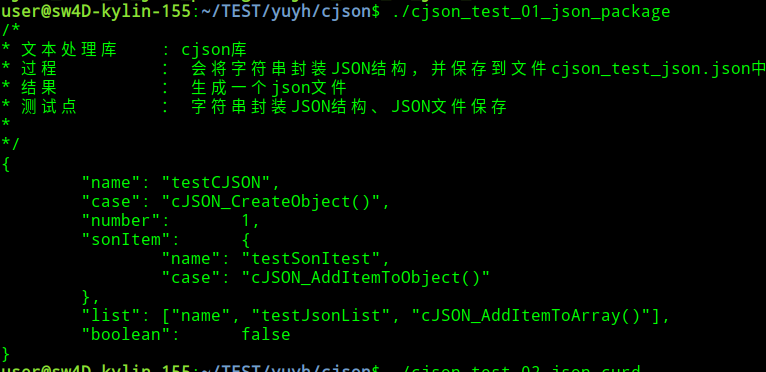 user@sw4D-kylin-155:~/TEST/yuyh/cjson$ ./cjson_test_01_json_package
/*
* 文本处理库 : cjson库
* 过程 : 会将字符串封装JSON结构，并保存到文件cjson_test_json.json中
* 结果 : 生成一个json文件
* 测试点 : 字符串封装JSON结构、JSON文件保存
*
*/
{
"name": "testCJSON",
"case": "cJSON_CreateObject()",
"number": 1,
"sonItem": {
"name": "testSonItest",
"case": "cJSON_AddItemToObject()"
},
"list": ["name", "testJsonList", "cJSON_AddItemToArray()"],
"boolean": false
}
user@sw4D-kylin-155:~/TEST/yuyh/cjson$ ./cjson_test_02_json_curd